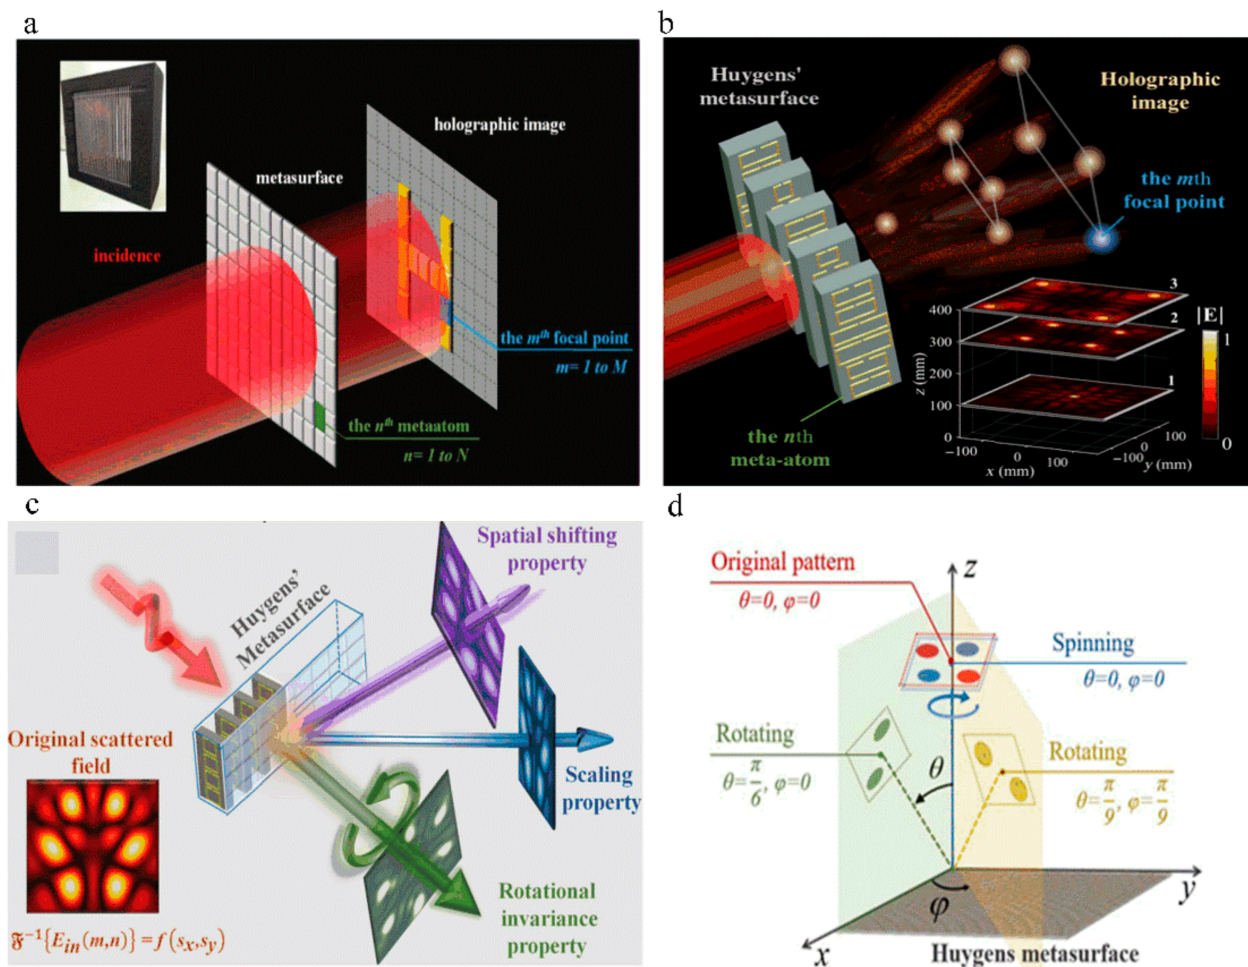 a
holographic image
metasurface
incidence
the mᵗʰ focal point
m= 1 to M
the nᵗʰ metaatom
n= 1 to N
b
Huygens'
metasurface
Holographic
image
the mth
focal point
the nth
meta-atom
3
2
1
|E|
1
0
400
300
200
100
0
z (mm)
−100
0
100
x (mm)
−100
0
100
y (mm)
c
Spatial shifting
property
Huygens'
Metasurface
Original scattered
field
Scaling
property
Rotational
invariance
property
𝔉⁻¹{E_in(m,n)} = f(s_x,s_y)
d
Original pattern
θ=0, φ=0
z
Spinning
θ=0, φ=0
Rotating
θ=π/6, φ=0
θ
Rotating
θ=π/9, φ=π/9
y
φ
x
Huygens metasurface